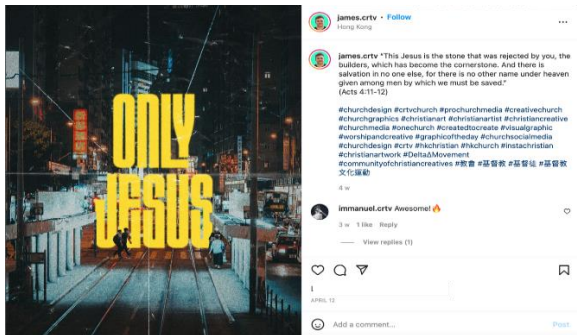 ONLY
JESUS
james.crtv • Follow
Hong Kong
james.crtv "This Jesus is the stone that was rejected by you, the
builders, which has become the cornerstone. And there is
salvation in no one else, for there is no other name under heaven
given among men by which we must be saved."
(Acts 4:11-12)
#churchdesign #crtvchurch #prochurchmedia #creativechurch
#churchgraphics #christianart #christianartist #christiancreative
#churchmedia #onechurch #createdtocreate #visualgraphic
#worshipandcreative #graphicoftheday #churchsocialmedia
#churchdesign #crtv #hkchristian #hkchurch #instachristian
#christianartwork #DeltaΔMovement
#communityofchristiancreatives #教會 #基督教 #基督徒 #基督教
文化運動
4 w
immanuel.crtv Awesome!🔥
3 w 1 like Reply
View replies (1)
APRIL 12
Add a comment...
Post